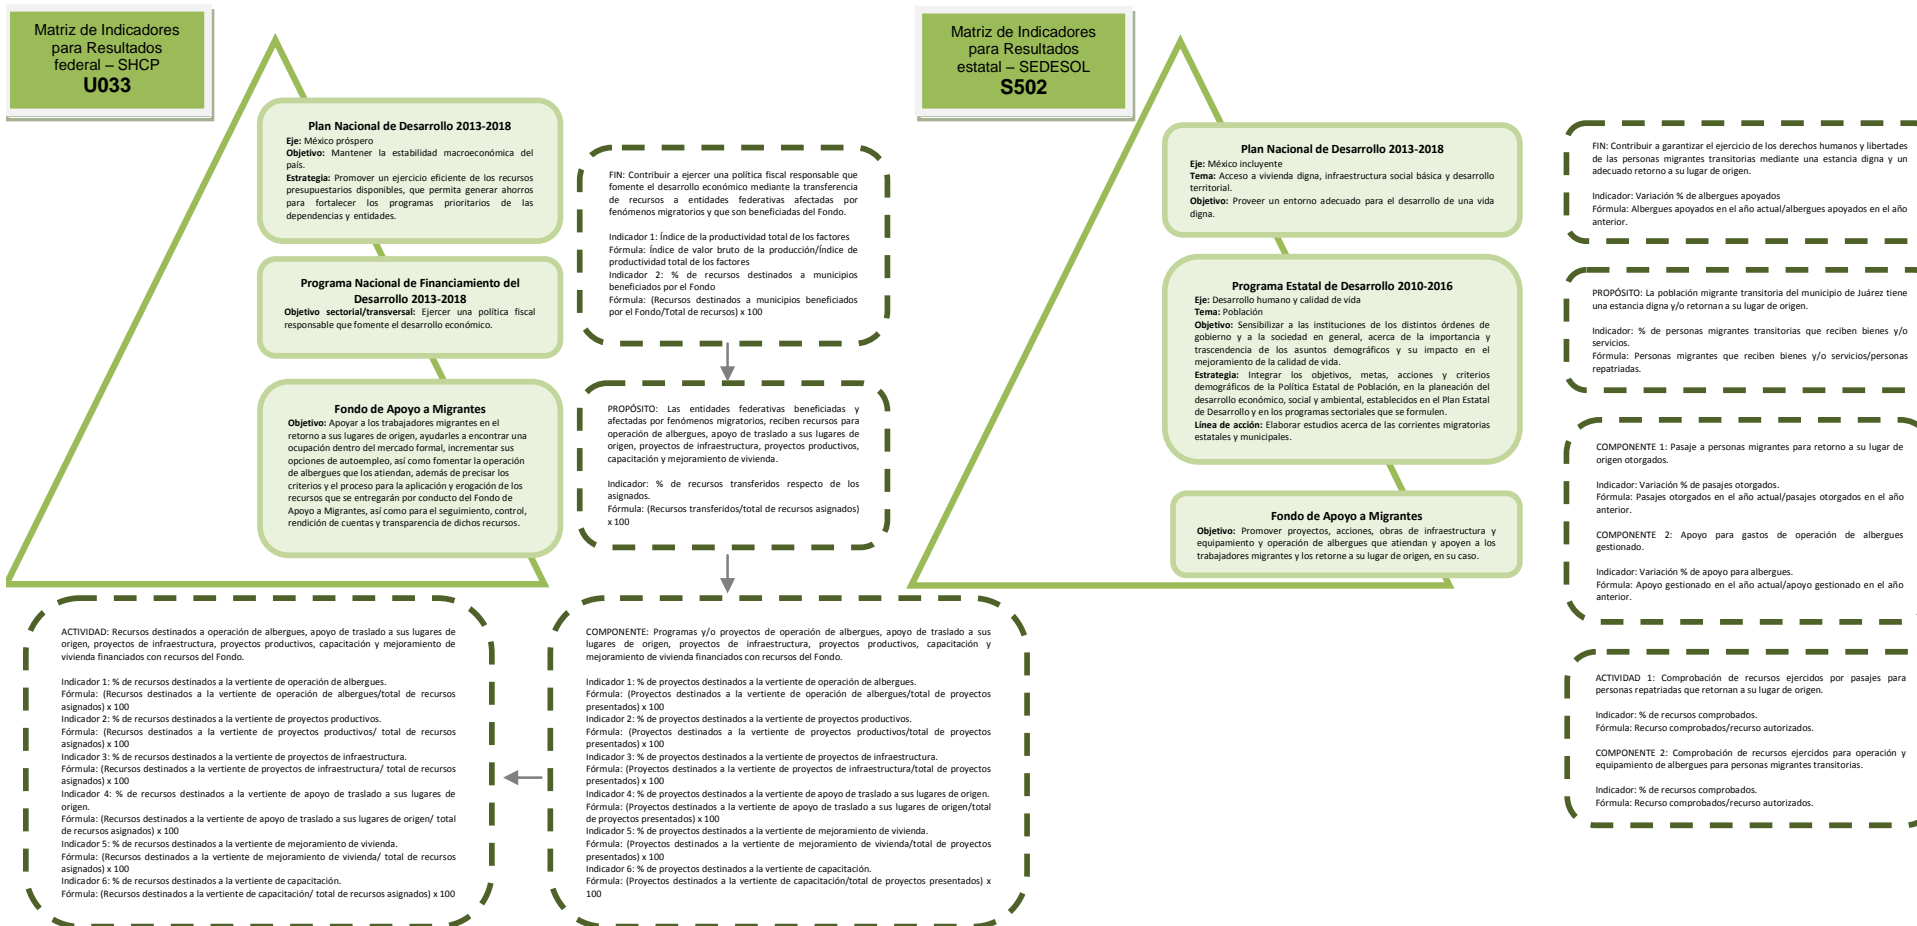 Matriz de Indicadores
para Resultados
federal – SHCP
U033
Plan Nacional de Desarrollo 2013-2018
Eje: México próspero
Objetivo: Mantener la estabilidad macroeconómica del
país.
Estrategia: Promover un ejercicio eficiente de los recursos
presupuestarios disponibles, que permita generar ahorros
para fortalecer los programas prioritarios de las
dependencias y entidades.
Programa Nacional de Financiamiento del
Desarrollo 2013-2018
Objetivo sectorial/transversal: Ejercer una política fiscal
responsable que fomente el desarrollo económico.
Fondo de Apoyo a Migrantes
Objetivo: Apoyar a los trabajadores migrantes en el
retorno a sus lugares de origen, ayudarles a encontrar una
ocupación dentro del mercado formal, incrementar sus
opciones de autoempleo, así como fomentar la operación
de albergues que los atiendan, además de precisar los
criterios y el proceso para la aplicación y erogación de los
recursos que se entregarán por conducto del Fondo de
Apoyo a Migrantes, así como para el seguimiento, control,
rendición de cuentas y transparencia de dichos recursos.
FIN: Contribuir a ejercer una política fiscal responsable que
fomente el desarrollo económico mediante la transferencia
de recursos a entidades federativas afectadas por
fenómenos migratorios y que son beneficiadas del Fondo.
Indicador 1: Índice de la productividad total de los factores
Fórmula: Índice de valor bruto de la producción/Índice de
productividad total de los factores
Indicador 2: % de recursos destinados a municipios
beneficiados por el Fondo
Fórmula: (Recursos destinados a municipios beneficiados
por el Fondo/Total de recursos) x 100
PROPÓSITO: Las entidades federativas beneficiadas y
afectadas por fenómenos migratorios, reciben recursos para
operación de albergues, apoyo de traslado a sus lugares de
origen, proyectos de infraestructura, proyectos productivos,
capacitación y mejoramiento de vivienda.
Indicador: % de recursos transferidos respecto de los
asignados.
Fórmula: (Recursos transferidos/total de recursos asignados)
x 100
COMPONENTE: Programas y/o proyectos de operación de albergues, apoyo de traslado a sus
lugares de origen, proyectos de infraestructura, proyectos productivos, capacitación y
mejoramiento de vivienda financiados con recursos del Fondo.
Indicador 1: % de proyectos destinados a la vertiente de operación de albergues.
Fórmula: (Proyectos destinados a la vertiente de operación de albergues/total de proyectos
presentados) x 100
Indicador 2: % de proyectos destinados a la vertiente de proyectos productivos.
Fórmula: (Proyectos destinados a la vertiente de proyectos productivos/total de proyectos
presentados) x 100
Indicador 3: % de proyectos destinados a la vertiente de proyectos de infraestructura.
Fórmula: (Proyectos destinados a la vertiente de proyectos de infraestructura/total de proyectos
presentados) x 100
Indicador 4: % de proyectos destinados a la vertiente de apoyo de traslado a sus lugares de origen.
Fórmula: (Proyectos destinados a la vertiente de apoyo de traslado a sus lugares de origen/total
de proyectos presentados) x 100
Indicador 5: % de proyectos destinados a la vertiente de mejoramiento de vivienda.
Fórmula: (Proyectos destinados a la vertiente de mejoramiento de vivienda/total de proyectos
presentados) x 100
Indicador 6: % de proyectos destinados a la vertiente de capacitación.
Fórmula: (Proyectos destinados a la vertiente de capacitación/total de proyectos presentados) x
100
ACTIVIDAD: Recursos destinados a operación de albergues, apoyo de traslado a sus lugares de
origen, proyectos de infraestructura, proyectos productivos, capacitación y mejoramiento de
vivienda financiados con recursos del Fondo.
Indicador 1: % de recursos destinados a la vertiente de operación de albergues.
Fórmula: (Recursos destinados a la vertiente de operación de albergues/total de recursos
asignados) x 100
Indicador 2: % de recursos destinados a la vertiente de proyectos productivos.
Fórmula: (Recursos destinados a la vertiente de proyectos productivos/ total de recursos
asignados) x 100
Indicador 3: % de recursos destinados a la vertiente de proyectos de infraestructura.
Fórmula: (Recursos destinados a la vertiente de proyectos de infraestructura/ total de recursos
asignados) x 100
Indicador 4: % de recursos destinados a la vertiente de apoyo de traslado a sus lugares de
origen.
Fórmula: (Recursos destinados a la vertiente de apoyo de traslado a sus lugares de origen/ total
de recursos asignados) x 100
Indicador 5: % de recursos destinados a la vertiente de mejoramiento de vivienda.
Fórmula: (Recursos destinados a la vertiente de mejoramiento de vivienda/ total de recursos
asignados) x 100
Indicador 6: % de recursos destinados a la vertiente de capacitación.
Fórmula: (Recursos destinados a la vertiente de capacitación/ total de recursos asignados) x 100
Matriz de Indicadores
para Resultados
estatal – SEDESOL
S502
Plan Nacional de Desarrollo 2013-2018
Eje: México incluyente
Tema: Acceso a vivienda digna, infraestructura social básica y desarrollo
territorial.
Objetivo: Proveer un entorno adecuado para el desarrollo de una vida
digna.
Programa Estatal de Desarrollo 2010-2016
Eje: Desarrollo humano y calidad de vida
Tema: Población
Objetivo: Sensibilizar a las instituciones de los distintos órdenes de
gobierno y a la sociedad en general, acerca de la importancia y
trascendencia de los asuntos demográficos y su impacto en el
mejoramiento de la calidad de vida.
Estrategia: Integrar los objetivos, metas, acciones y criterios
demográficos de la Política Estatal de Población, en la planeación del
desarrollo económico, social y ambiental, establecidos en el Plan Estatal
de Desarrollo y en los programas sectoriales que se formulen.
Línea de acción: Elaborar estudios acerca de las corrientes migratorias
estatales y municipales.
Fondo de Apoyo a Migrantes
Objetivo: Promover proyectos, acciones, obras de infraestructura y
equipamiento y operación de albergues que atiendan y apoyen a los
trabajadores migrantes y los retorne a su lugar de origen, en su caso.
FIN: Contribuir a garantizar el ejercicio de los derechos humanos y libertades
de las personas migrantes transitorias mediante una estancia digna y un
adecuado retorno a su lugar de origen.
Indicador: Variación % de albergues apoyados
Fórmula: Albergues apoyados en el año actual/albergues apoyados en el año
anterior.
PROPÓSITO: La población migrante transitoria del municipio de Juárez tiene
una estancia digna y/o retornan a su lugar de origen.
Indicador: % de personas migrantes transitorias que reciben bienes y/o
servicios.
Fórmula: Personas migrantes que reciben bienes y/o servicios/personas
repatriadas.
COMPONENTE 1: Pasaje a personas migrantes para retorno a su lugar de
origen otorgados.
Indicador: Variación % de pasajes otorgados.
Fórmula: Pasajes otorgados en el año actual/pasajes otorgados en el año
anterior.
COMPONENTE 2: Apoyo para gastos de operación de albergues
gestionado.
Indicador: Variación % de apoyo para albergues.
Fórmula: Apoyo gestionado en el año actual/apoyo gestionado en el año
anterior.
ACTIVIDAD 1: Comprobación de recursos ejercidos por pasajes para
personas repatriadas que retornan a su lugar de origen.
Indicador: % de recursos comprobados.
Fórmula: Recurso comprobados/recurso autorizados.
COMPONENTE 2: Comprobación de recursos ejercidos para operación y
equipamiento de albergues para personas migrantes transitorias.
Indicador: % de recursos comprobados.
Fórmula: Recurso comprobados/recurso autorizados.